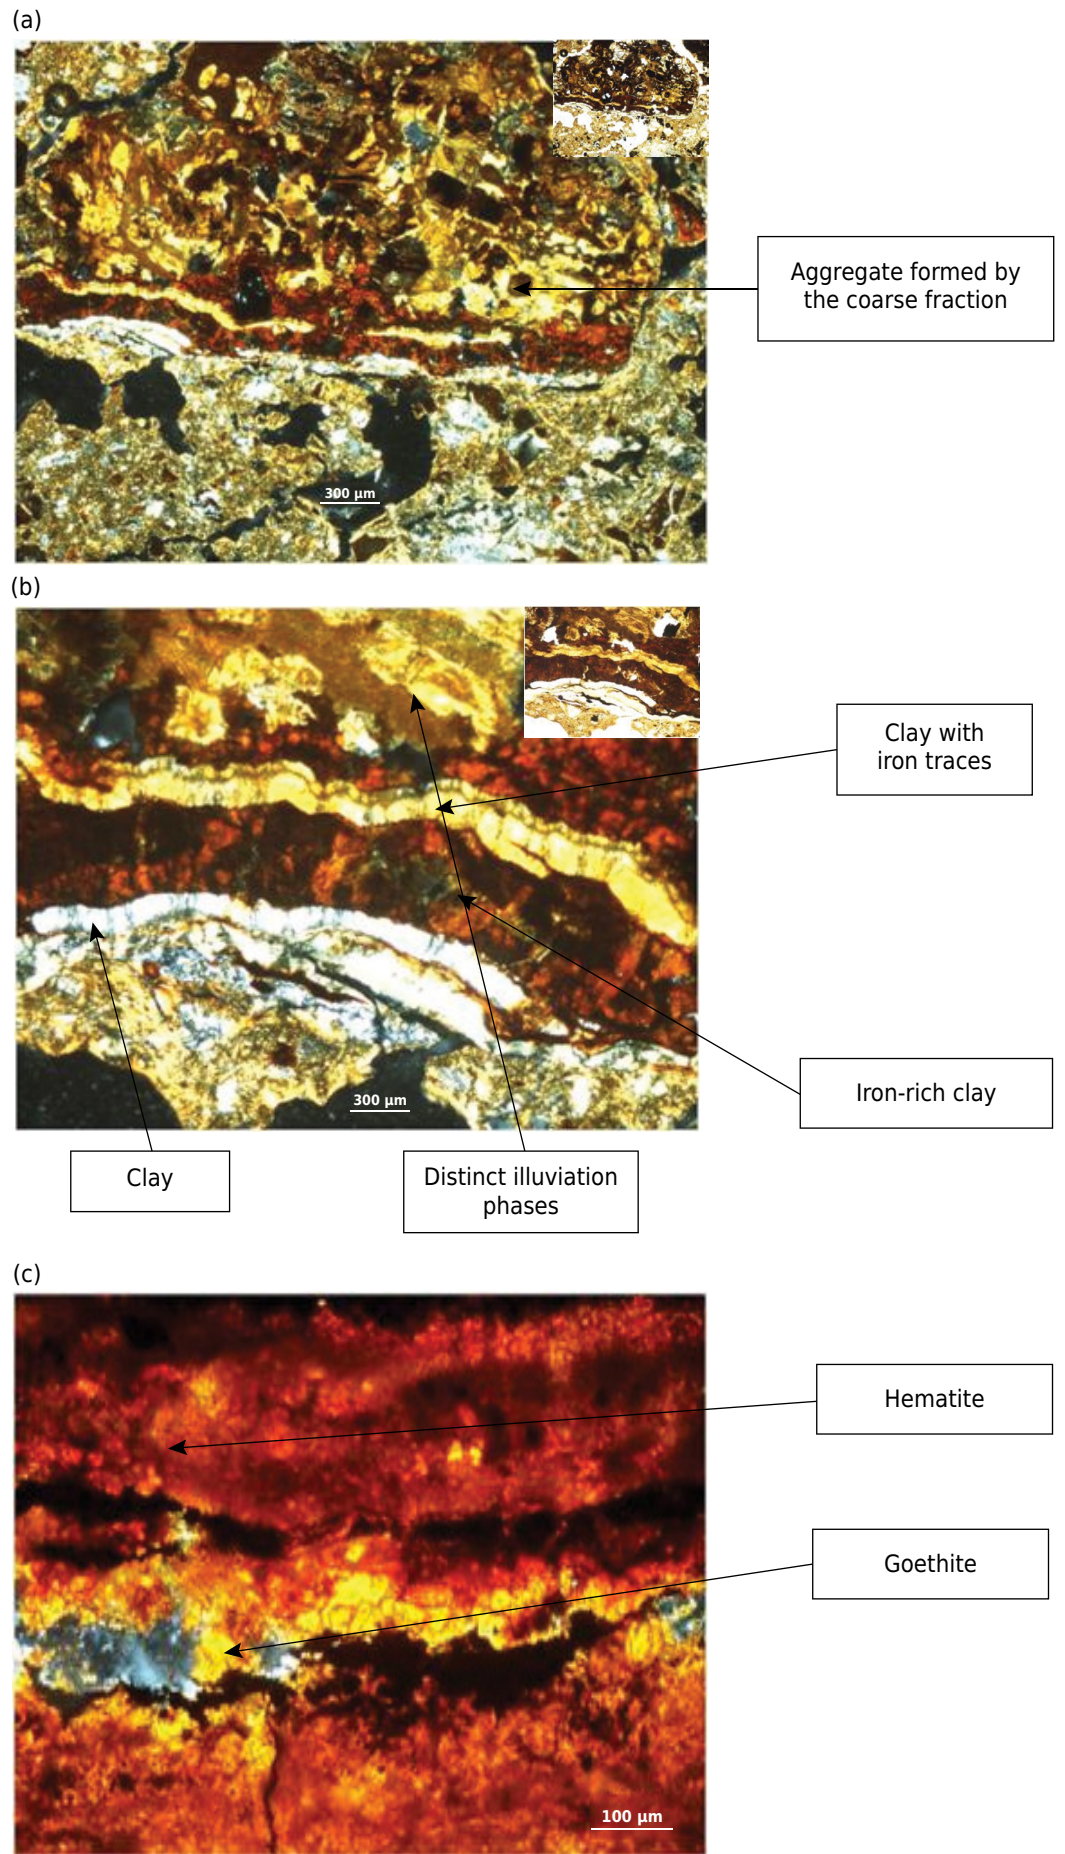 (a)
Aggregate formed by
the coarse fraction
300 µm
(b)
Clay with
iron traces
Iron-rich clay
300 µm
Clay
Distinct illuviation
phases
(c)
Hematite
Goethite
100 µm